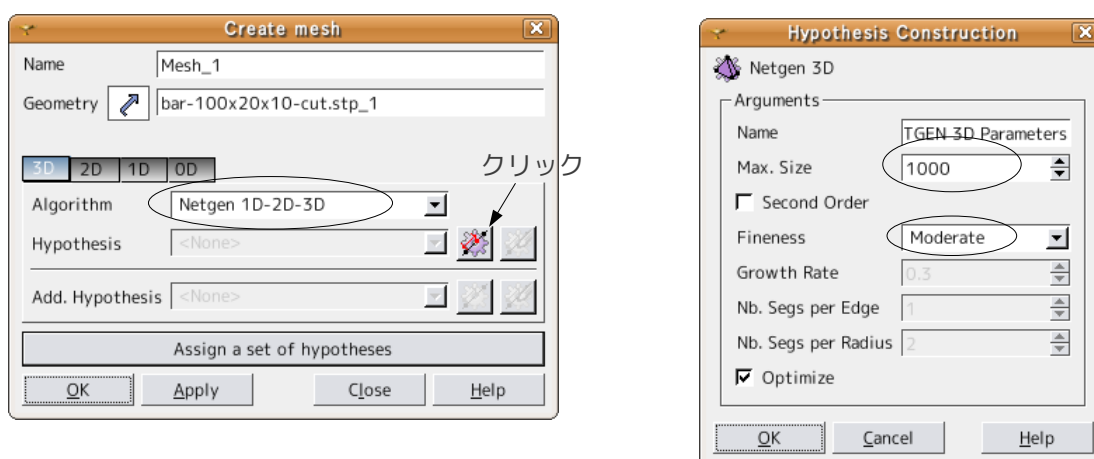 Create mesh
Name Mesh_1
Geometry bar-100x20x10-cut.stp_1
3D 2D 1D 0D
クリック
Algorithm Netgen 1D-2D-3D
Hypothesis <None>
Add. Hypothesis <None>
Assign a set of hypotheses
OK Apply Close Help
Hypothesis Construction
Netgen 3D
Arguments
Name TGEN 3D Parameters
Max. Size 1000
Second Order
Fineness Moderate
Growth Rate 0.3
Nb. Segs per Edge 1
Nb. Segs per Radius 2
Optimize
OK Cancel Help